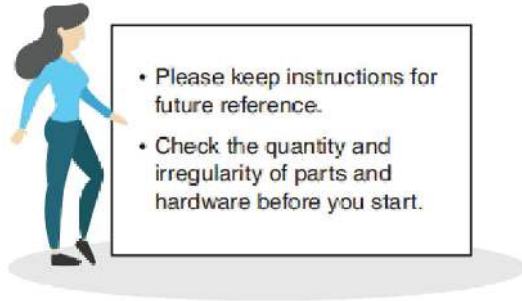 • Please keep instructions for
future reference.
• Check the quantity and
irregularity of parts and
hardware before you start.